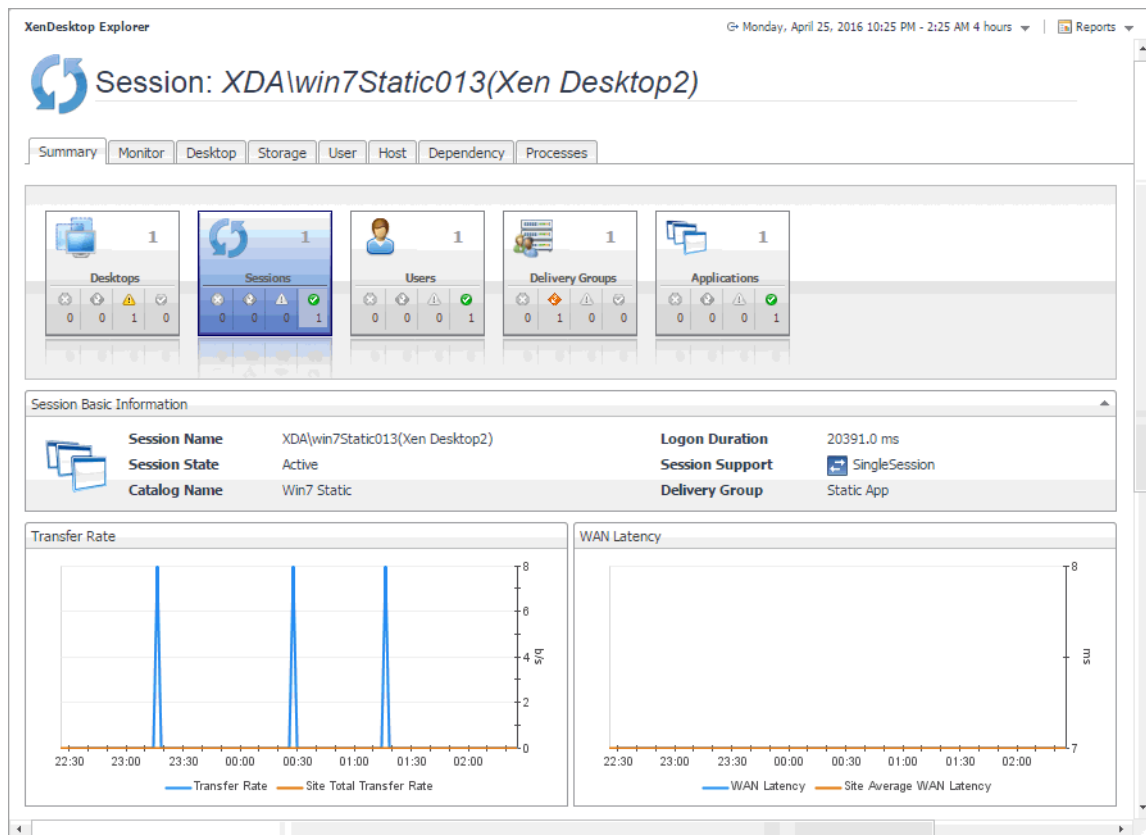 XenDesktop Explorer
Monday, April 25, 2016 10:25 PM - 2:25 AM 4 hours
Reports
Session: XDA\win7Static013(Xen Desktop2)
Summary Monitor Desktop Storage User Host Dependency Processes
1 1 1 1 1
Desktops Sessions Users Delivery Groups Applications
0 0 1 0 0 0 0 1 0 0 0 1 0 1 0 0 0 0 0 1
Session Basic Information
Session Name XDA\win7Static013(Xen Desktop2) Logon Duration 20391.0 ms
Session State Active Session Support SingleSession
Catalog Name Win7 Static Delivery Group Static App
Transfer Rate
8
6
4 b/s
2
0
22:30 23:00 23:30 00:00 00:30 01:00 01:30 02:00
Transfer Rate Site Total Transfer Rate
WAN Latency
8
ms
7
22:30 23:00 23:30 00:00 00:30 01:00 01:30 02:00
WAN Latency Site Average WAN Latency